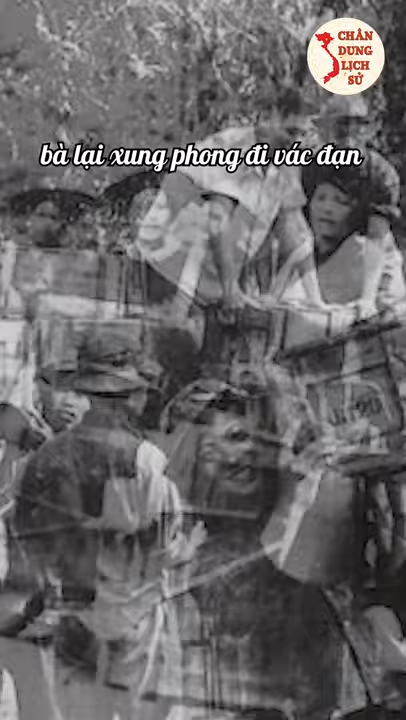 CHÂN
DUNG
LỊCH
SỬ
bà lại xung phong đi vác đạn